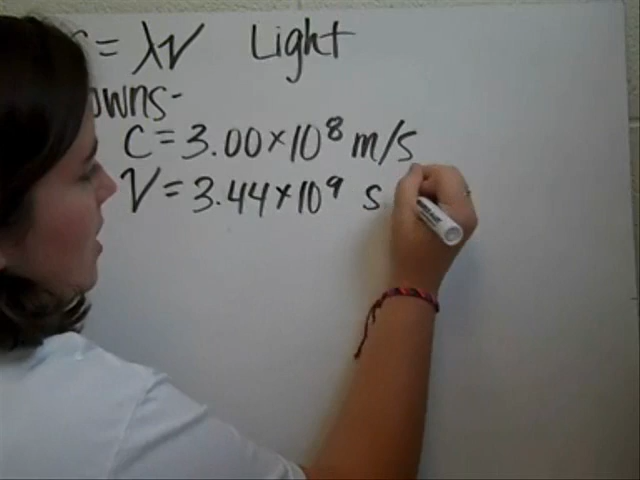 = λν Light
owns-
C = 3.00×10⁸ m/s
ν = 3.44×10⁹ s